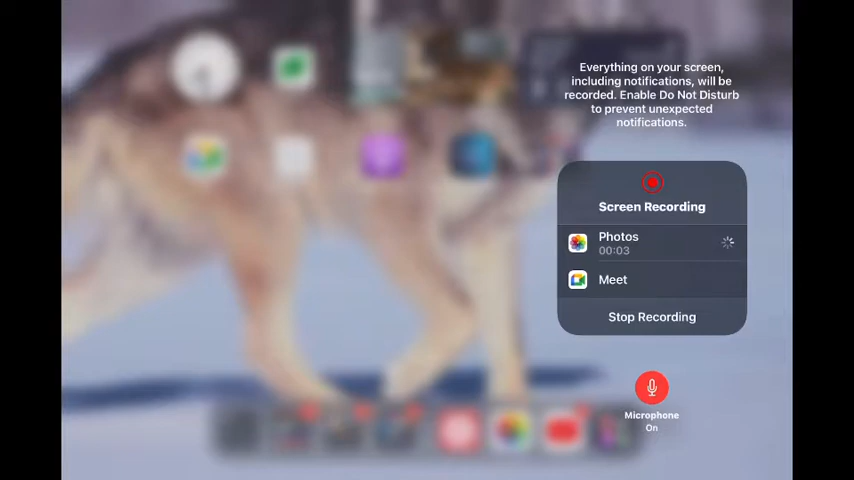 Everything on your screen,
including notifications, will be
recorded. Enable Do Not Disturb
to prevent unexpected
notifications.
Screen Recording
Photos
00:03
Meet
Stop Recording
Microphone
On